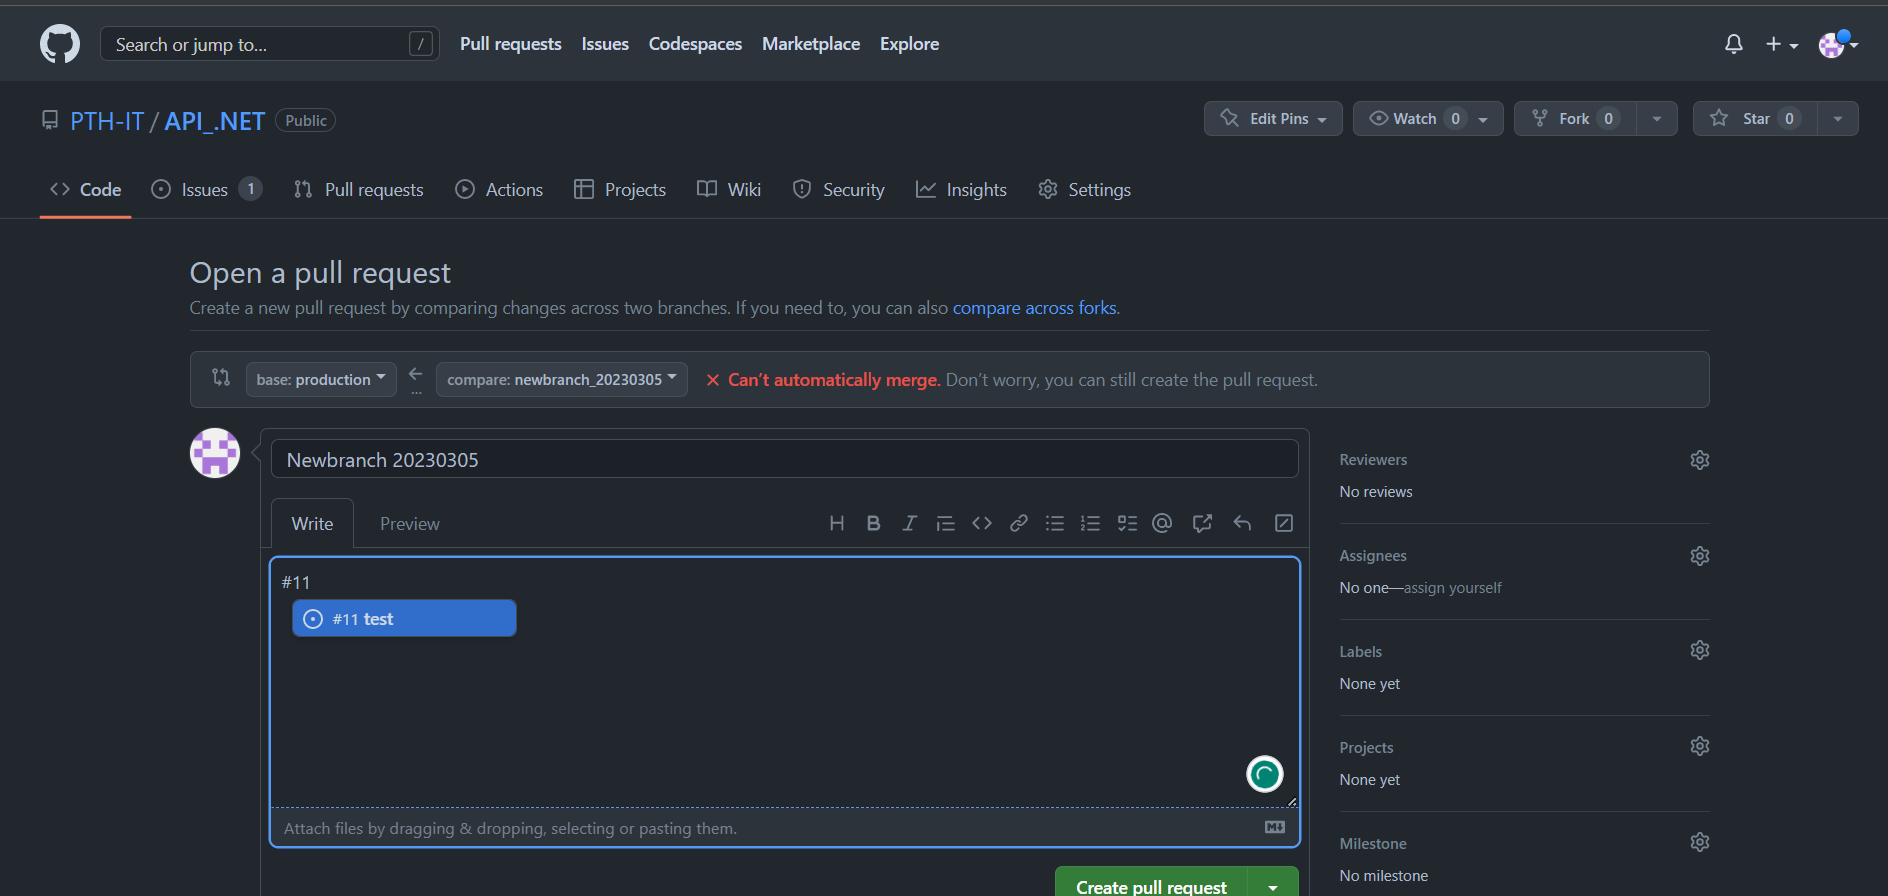 Search or jump to... /
Pull requests Issues Codespaces Marketplace Explore
PTH-IT / API_.NET Public
Edit Pins Watch 0 Fork 0 Star 0
Code Issues 1 Pull requests Actions Projects Wiki Security Insights Settings
Open a pull request
Create a new pull request by comparing changes across two branches. If you need to, you can also compare across forks.
base: production ... compare: newbranch_20230305 Can't automatically merge. Don't worry, you can still create the pull request.
Newbranch 20230305
Write Preview
#11
#11 test
Attach files by dragging & dropping, selecting or pasting them.
Create pull request
Reviewers
No reviews
Assignees
No one—assign yourself
Labels
None yet
Projects
None yet
Milestone
No milestone